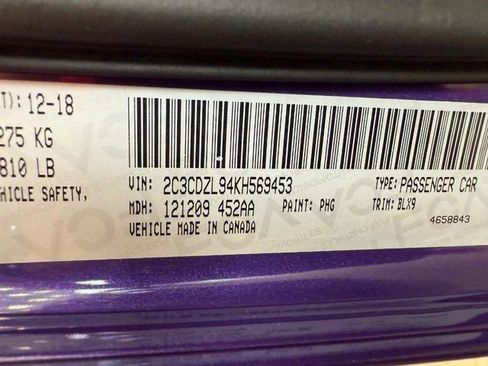 T): 12-18
275 KG
810 LB
EHICLE SAFETY,
VIN: 2C3CDZL94KH569453 TYPE: PASSENGER CAR
MDH: 121209 452AA PAINT: PHG TRIM: BLX9
VEHICLE MADE IN CANADA 4658843